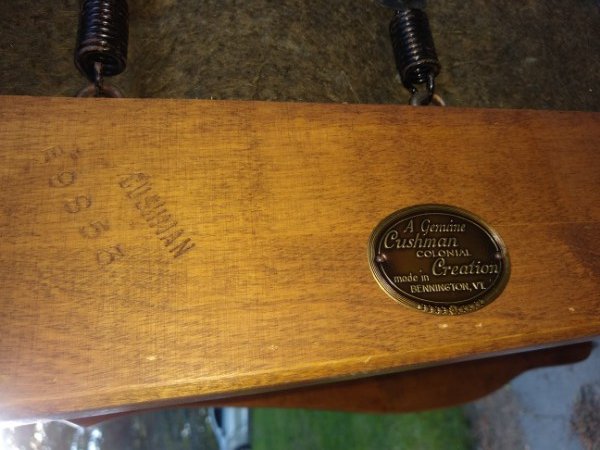 CUSHMAN
A Genuine
Cushman
COLONIAL
Creation
made in
BENNINGTON, VT.